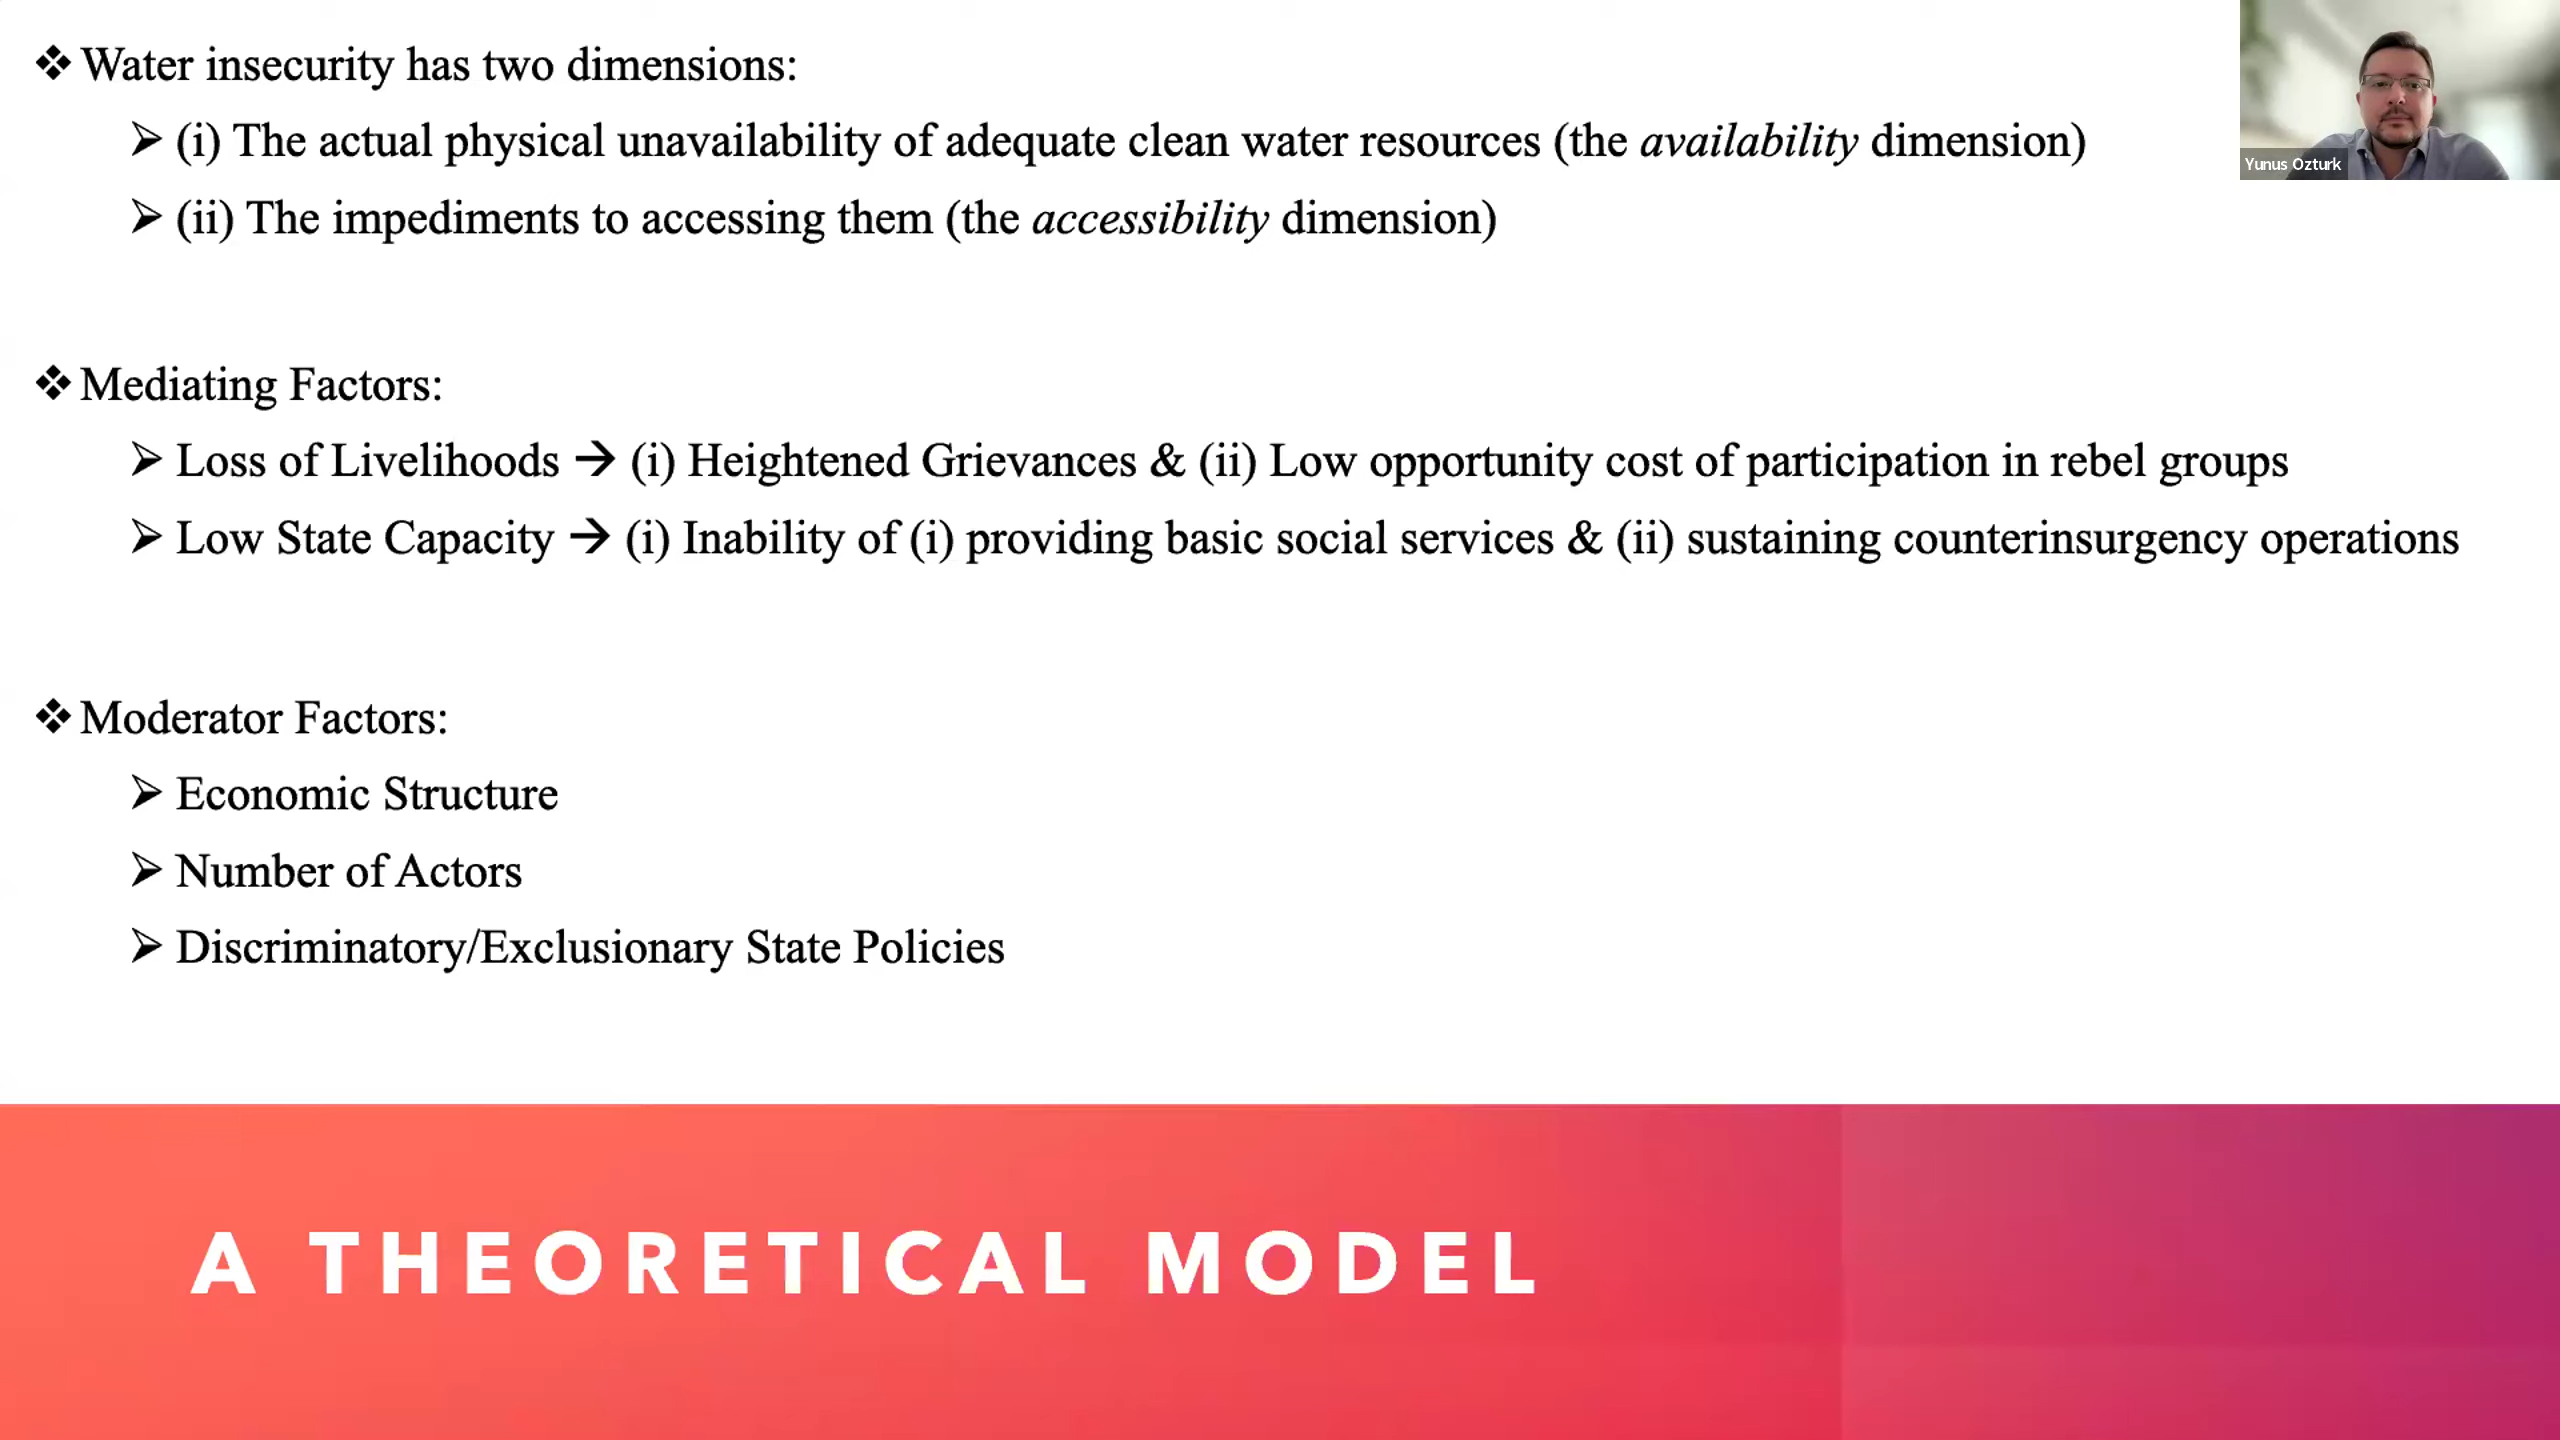 ❖ Water insecurity has two dimensions:
➢ (i) The actual physical unavailability of adequate clean water resources (the availability dimension)
➢ (ii) The impediments to accessing them (the accessibility dimension)
❖ Mediating Factors:
➢ Loss of Livelihoods → (i) Heightened Grievances & (ii) Low opportunity cost of participation in rebel groups
➢ Low State Capacity → (i) Inability of (i) providing basic social services & (ii) sustaining counterinsurgency operations
❖ Moderator Factors:
➢ Economic Structure
➢ Number of Actors
➢ Discriminatory/Exclusionary State Policies
A THEORETICAL MODEL
Yunus Ozturk